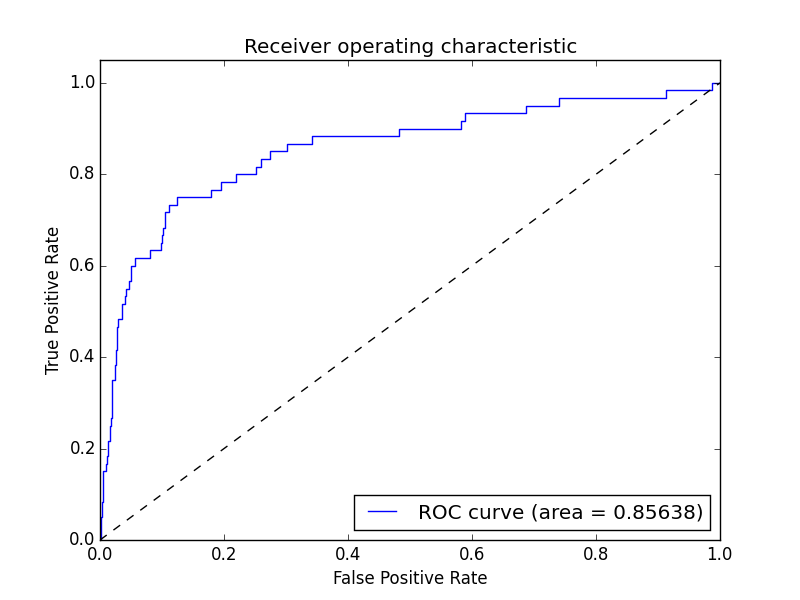 Receiver operating characteristic
True Positive Rate
1.0
0.8
0.6
0.4
0.2
0.0
ROC curve (area = 0.85638)
0.0 0.2 0.4 0.6 0.8 1.0
False Positive Rate